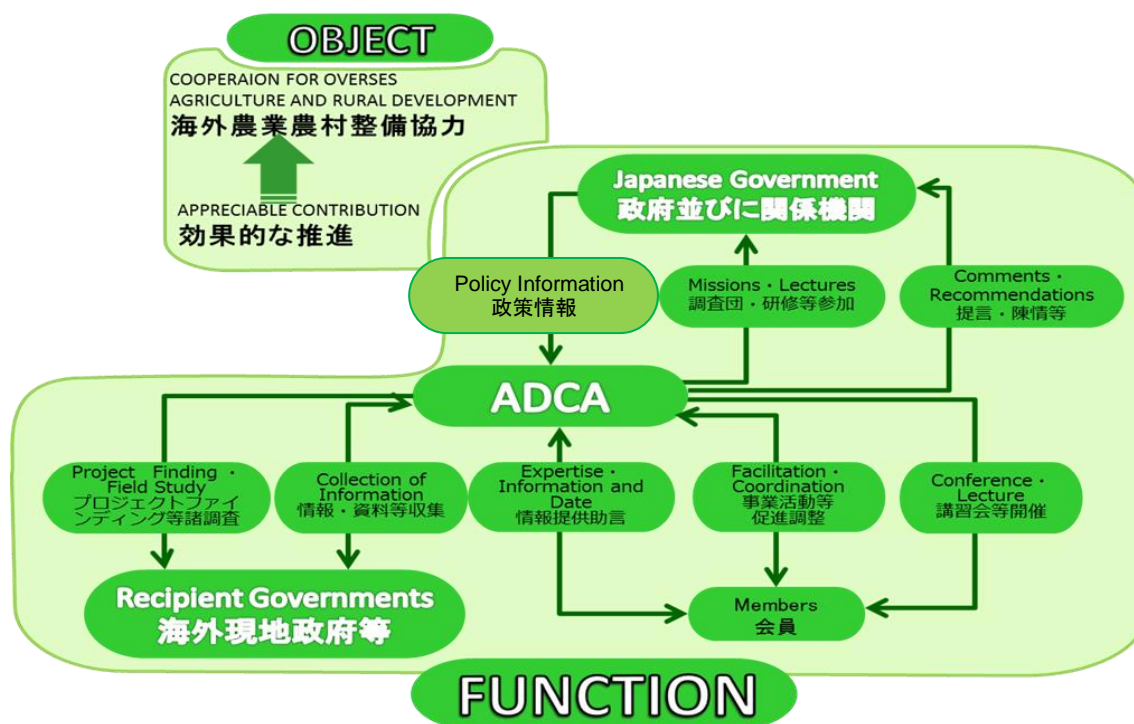 OBJECT
COOPERAION FOR OVERSES
AGRICULTURE AND RURAL DEVELOPMENT
海外農業農村整備協力
APPRECIABLE CONTRIBUTION
効果的な推進
Japanese Government
政府並びに関係機関
Policy Information
政策情報
Missions・Lectures
調査団・研修等参加
Comments・
Recommendations
提言・陳情等
ADCA
Project Finding・
Field Study
プロジェクトファイ
ンディング等諸調査
Collection of
Information
情報・資料等収集
Expertise・
Information and
Date
情報提供助言
Facilitation・
Coordination
事業活動等
促進調整
Conference・
Lecture
講習会等開催
Recipient Governments
海外現地政府等
Members
会員
FUNCTION